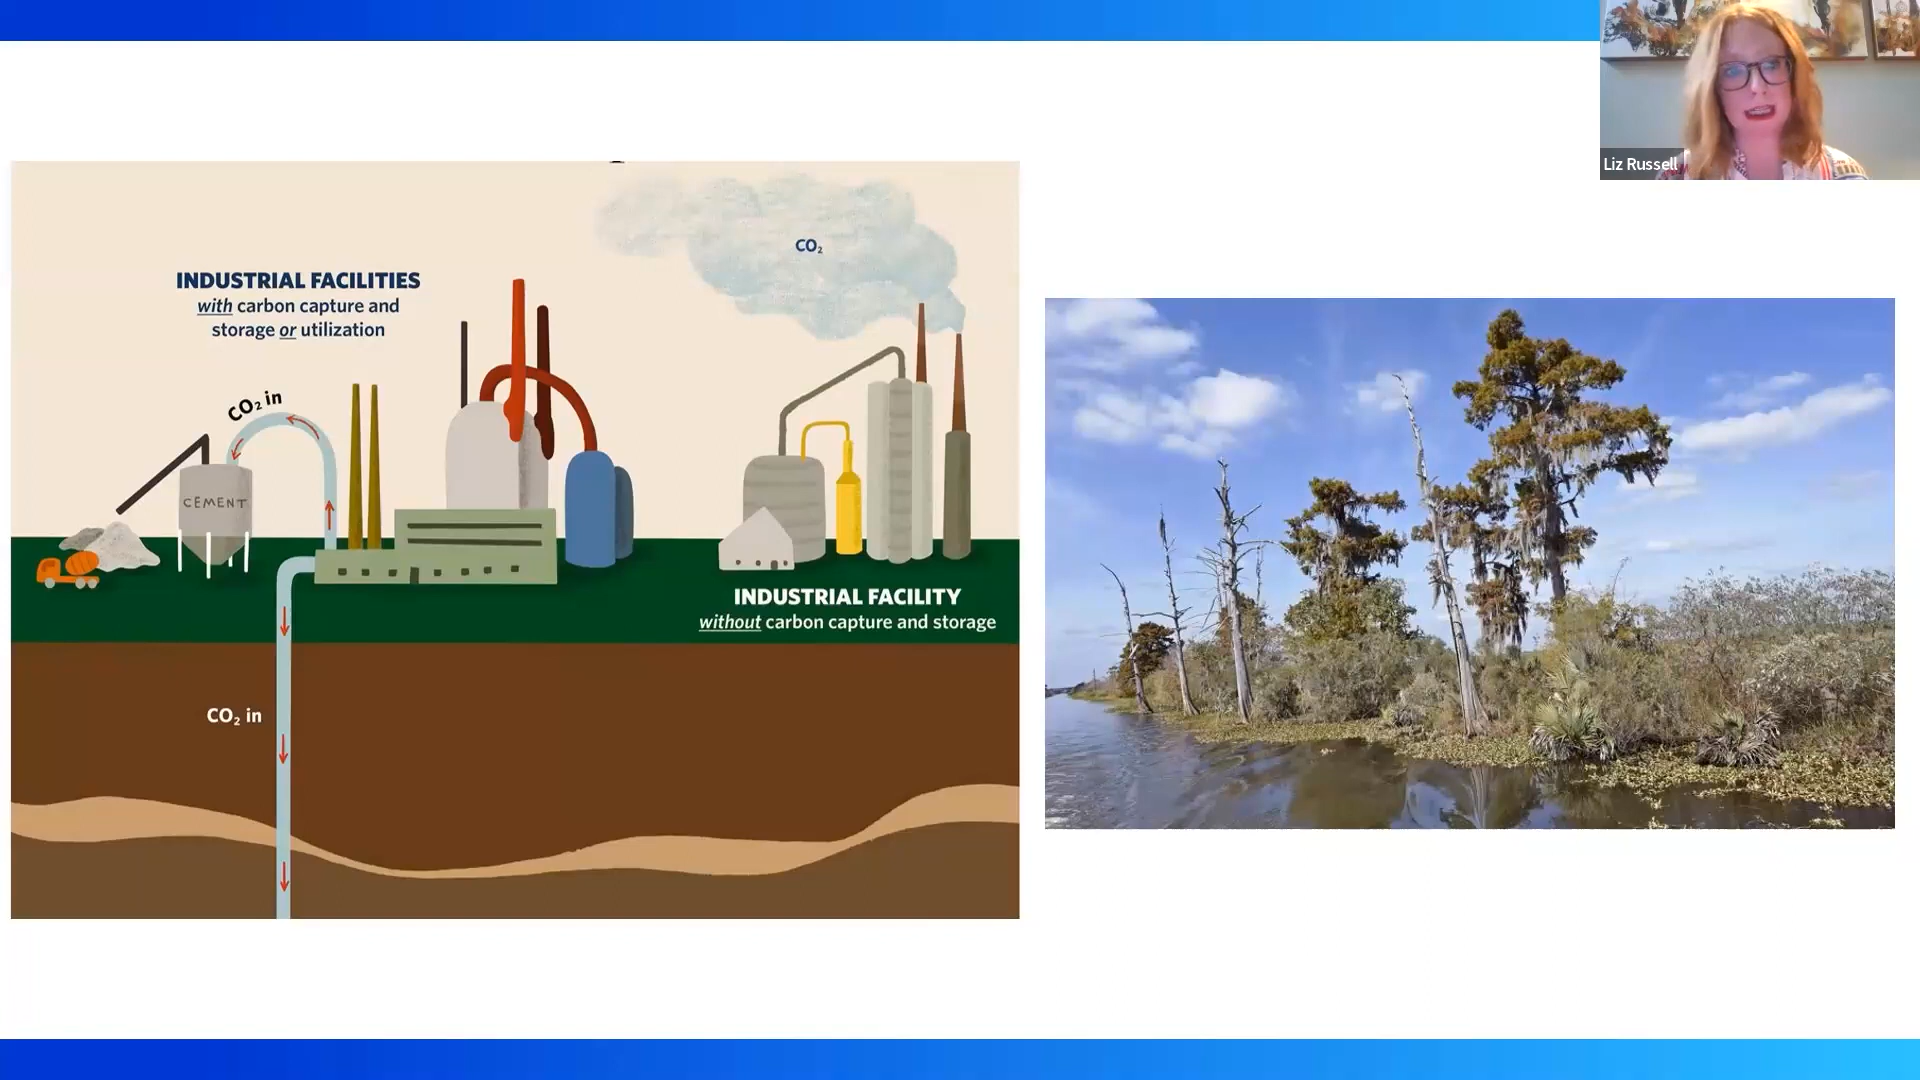 Liz Russell
CO₂
INDUSTRIAL FACILITIES
with carbon capture and
storage or utilization
CO₂ in
CEMENT
INDUSTRIAL FACILITY
without carbon capture and storage
CO₂ in